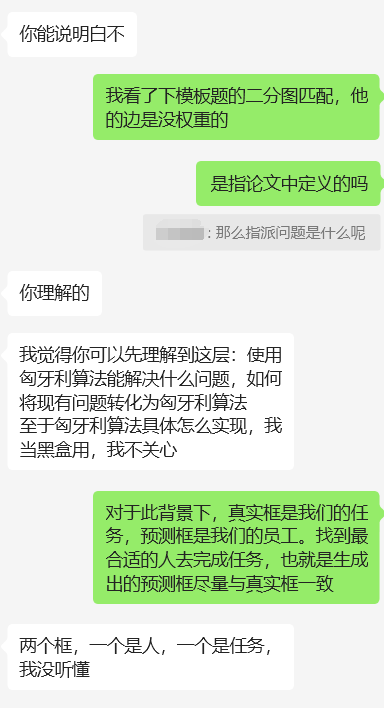 你能说明白不
我看了下模板题的二分图匹配，他
的边是没权重的
是指论文中定义的吗
: 那么指派问题是什么呢
你理解的
我觉得你可以先理解到这层：使用
匈牙利算法能解决什么问题，如何
将现有问题转化为匈牙利算法
至于匈牙利算法具体怎么实现，我
当黑盒用，我不关心
对于此背景下，真实框是我们的任
务，预测框是我们的员工。找到最
合适的人去完成任务，也就是生成
出的预测框尽量与真实框一致
两个框，一个是人，一个是任务，
我没听懂